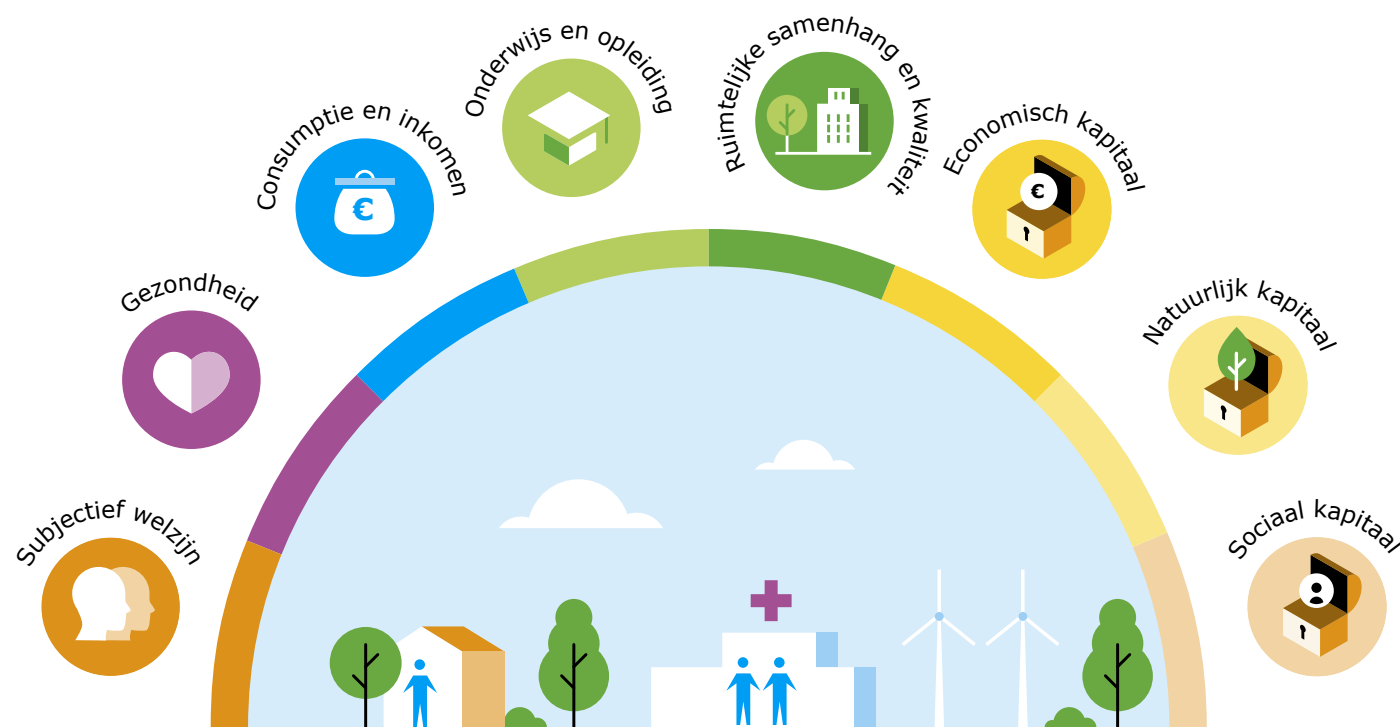 Subjectief welzijn
Gezondheid
Consumptie en inkomen
€
Onderwijs en opleiding
Ruimtelijke samenhang en kwaliteit
Economisch kapitaal
€
Natuurlijk kapitaal
Sociaal kapitaal